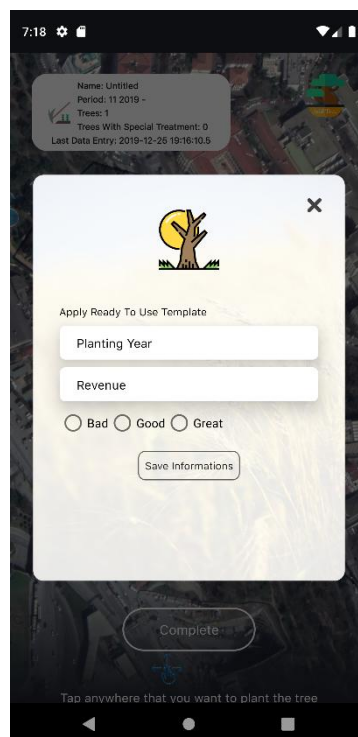 7:18
Name: Untitled
Period: 11 2019 -
Trees: 1
Trees With Special Treatment: 0
Last Data Entry: 2019-12-25 19:16:10.5
Apply Ready To Use Template
Planting Year
Revenue
Bad Good Great
Save Informations
Complete
Tap anywhere that you want to plant the tree